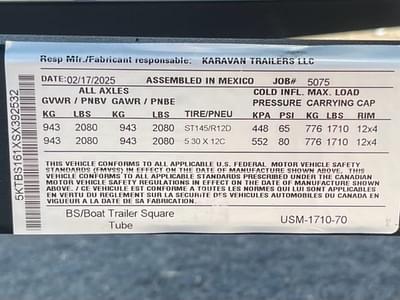 Resp Mfr./Fabricant responsable: KARAVAN TRAILERS LLC
DATE: 02/17/2025 ASSEMBLED IN MEXICO JOB# 5075
ALL AXLES COLD INFL. MAX. LOAD
GVWR / PNBV GAWR / PNBE TIRE/PNEU PRESSURE CARRYING CAP
KG LBS KG LBS KPA PSI KG LBS RIM
943 2080 943 2080 ST145/R12D 448 65 776 1710 12x4
943 2080 943 2080 5.30 X 12C 552 80 776 1710 12x4
THIS VEHICLE CONFORMS TO ALL APPLICABLE U.S. FEDERAL MOTOR VEHICLE SAFETY
STANDARDS (FMVSS) IN EFFECT ON THE DATE OF MANUFACTURE SHOWN ABOVE.
THIS VEHICLE CONFORMS TO ALL APPLICABLE STANDARDS PRESCRIBED UNDER THE CANADIAN
MOTOR VEHICLE SAFETY REGULATIONS IN EFFECT ON THE DATE OF MANUFACTURE / CE
VEHICULE EST CONFORME A TOUTES LES NORMES QUI LUI SONT APPLICABLES
EN VERTU DU REGLEMENT SUR LA SECURITE DES VEHICULES AUTOMOBILES DU CANADA EN
VIGUEUR A LA DATE DE SA FABRICATION.
BS/Boat Trailer Square
Tube
USM-1710-70
5KTBS161XSX392532